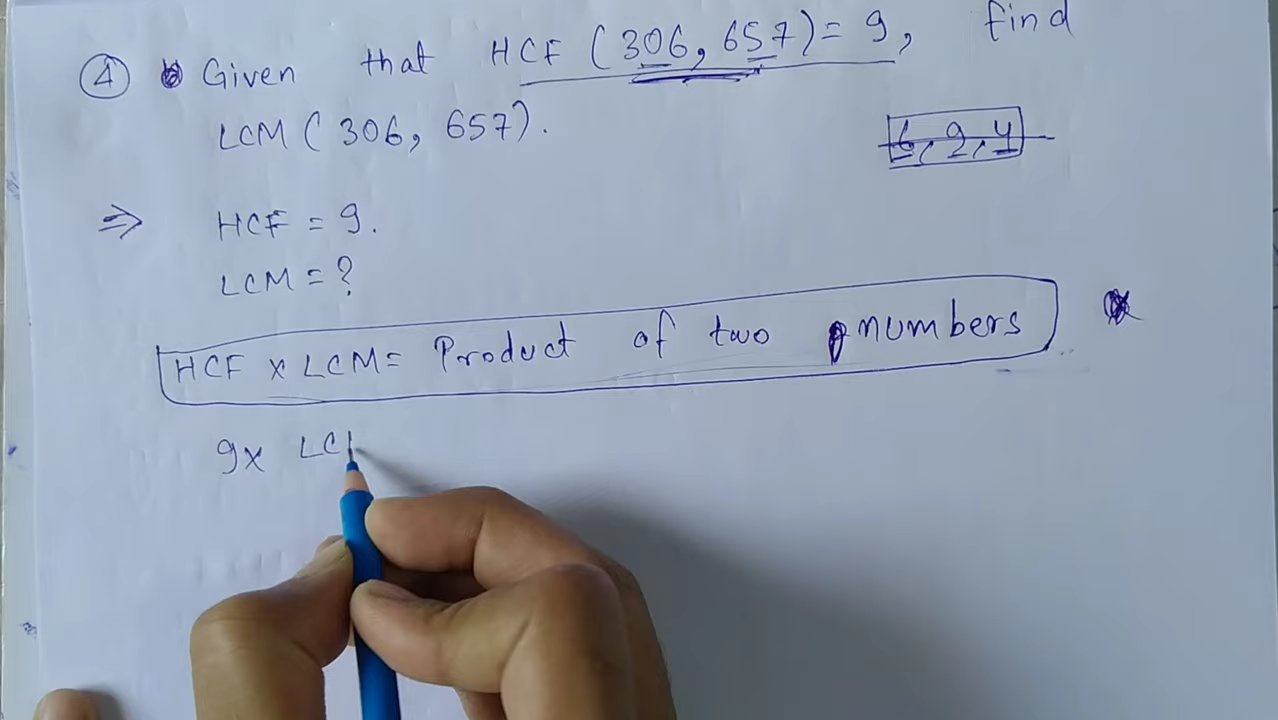 ④ Given that HCF (306, 657) = 9, find
LCM (306, 657).
6, 9, 4
⇒ HCF = 9.
LCM = ?
HCF x LCM = Product of two numbers
9x LC